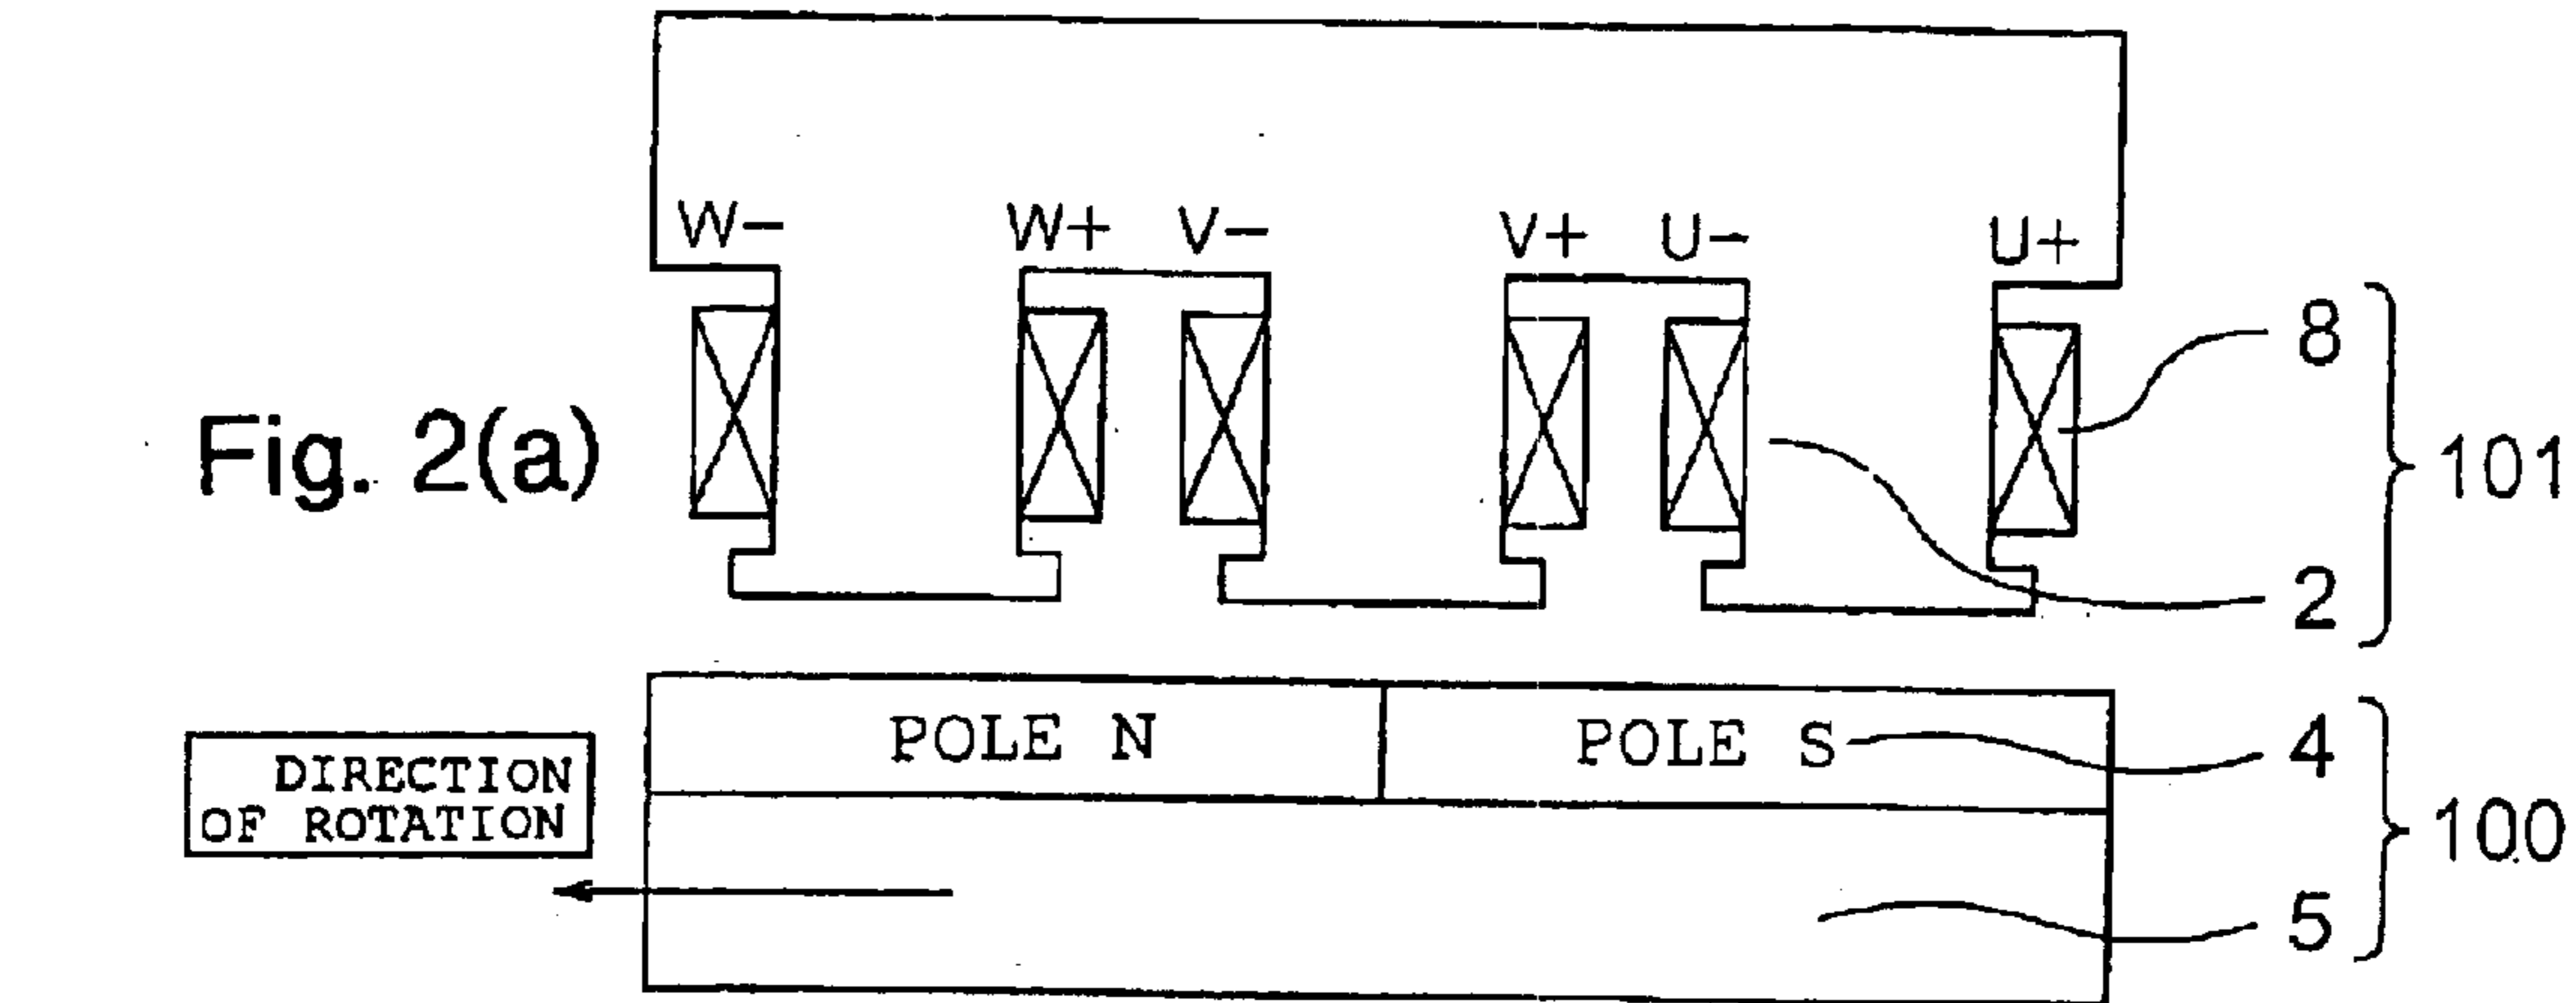 W- W+ V- V+ U- U+
8
101
Fig. 2(a)
2
POLE N POLE S
4
DIRECTION
OF ROTATION
100
5